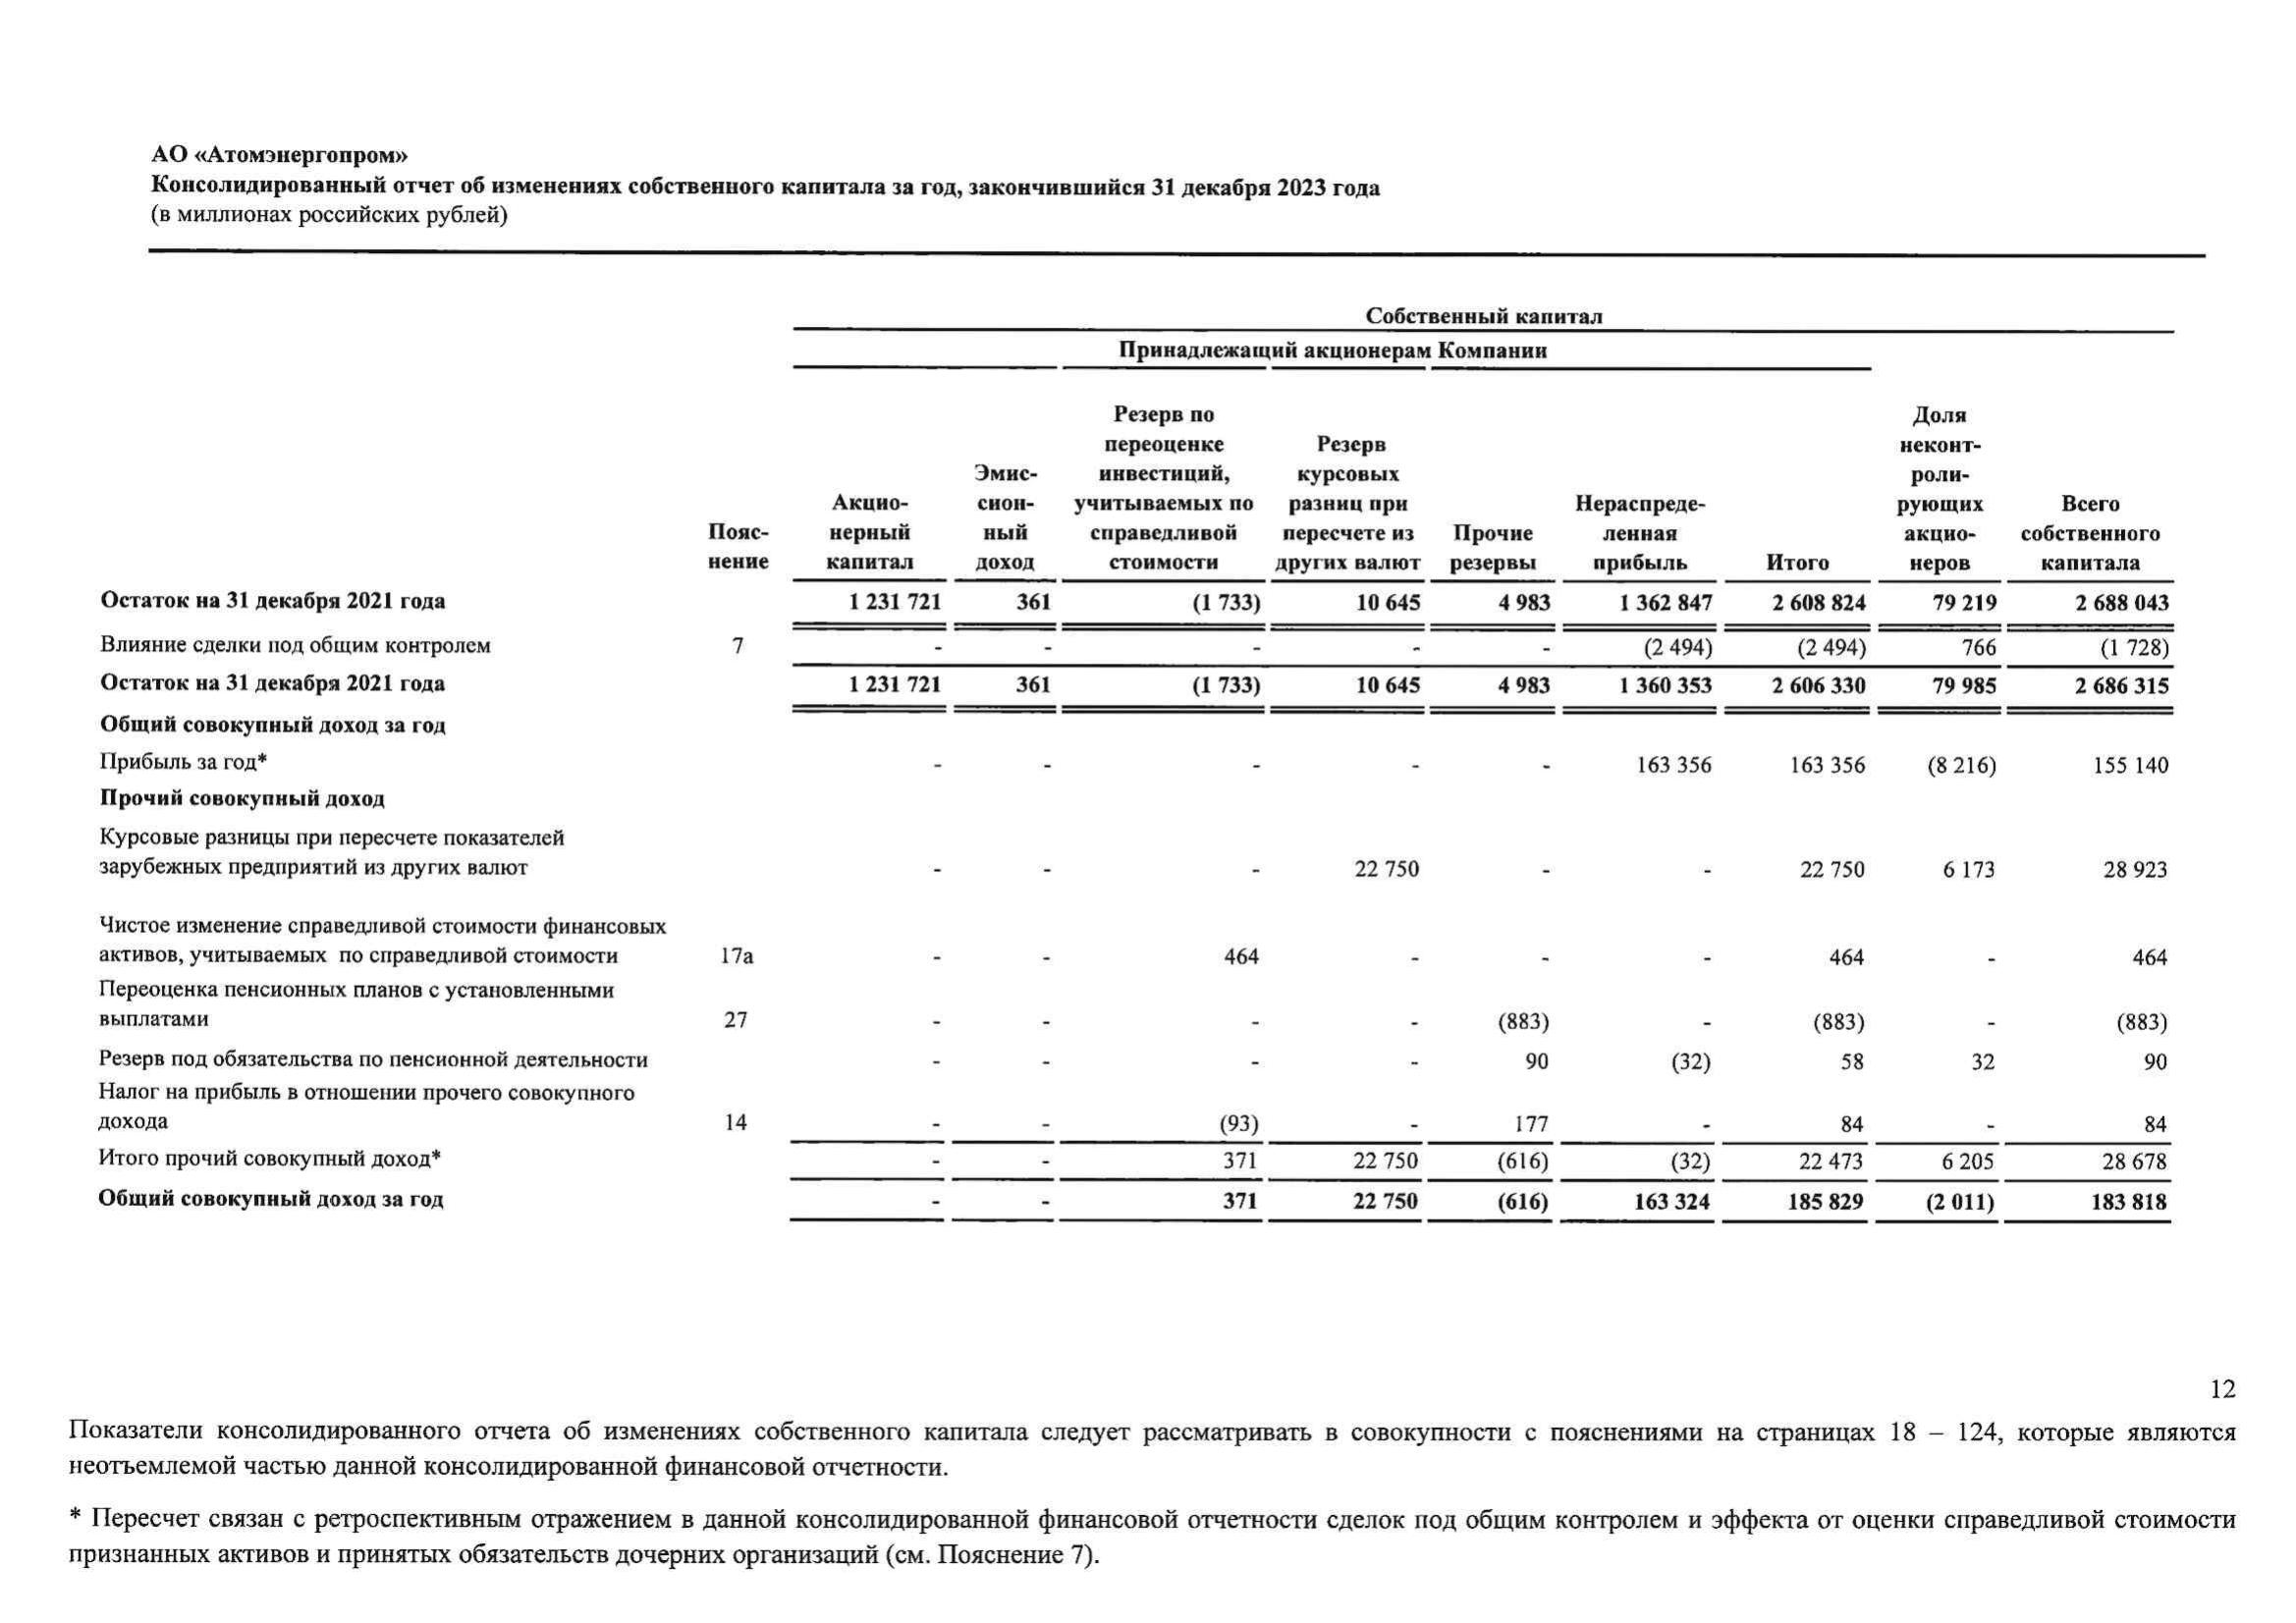 АО «Атомэнергопром»
Консолидированный отчет об изменениях собственного капитала за год, закончившийся 31 декабря 2023 года
(в миллионах российских рублей)
Собственный капитал
Принадлежащий акционерам Компании
Пояс-
нение
Акцио-
нерный
капитал
Эмис-
сион-
ный
доход
Резерв по
переоценке
инвестиций,
учитываемых по
справедливой
стоимости
Резерв
курсовых
разниц при
пересчете из
других валют
Прочие
резервы
Нераспреде-
ленная
прибыль
Итого
Доля
неконт-
роли-
рующих
акцио-
неров
Всего
собственного
капитала
Остаток на 31 декабря 2021 года 1 231 721 361 (1 733) 10 645 4 983 1 362 847 2 608 824 79 219 2 688 043
Влияние сделки под общим контролем 7 - - - - - (2 494) (2 494) 766 (1 728)
Остаток на 31 декабря 2021 года 1 231 721 361 (1 733) 10 645 4 983 1 360 353 2 606 330 79 985 2 686 315
Общий совокупный доход за год
Прибыль за год* - - - - - 163 356 163 356 (8 216) 155 140
Прочий совокупный доход
Курсовые разницы при пересчете показателей
зарубежных предприятий из других валют - - - 22 750 - - 22 750 6 173 28 923
Чистое изменение справедливой стоимости финансовых
активов, учитываемых по справедливой стоимости 17а - - 464 - - - 464 - 464
Переоценка пенсионных планов с установленными
выплатами 27 - - - - (883) - (883) - (883)
Резерв под обязательства по пенсионной деятельности - - - - 90 (32) 58 32 90
Налог на прибыль в отношении прочего совокупного
дохода 14 - - (93) - 177 - 84 - 84
Итого прочий совокупный доход* - - 371 22 750 (616) (32) 22 473 6 205 28 678
Общий совокупный доход за год - - 371 22 750 (616) 163 324 185 829 (2 011) 183 818
12
Показатели консолидированного отчета об изменениях собственного капитала следует рассматривать в совокупности с пояснениями на страницах 18 – 124, которые являются
неотъемлемой частью данной консолидированной финансовой отчетности.
* Пересчет связан с ретроспективным отражением в данной консолидированной финансовой отчетности сделок под общим контролем и эффекта от оценки справедливой стоимости
признанных активов и принятых обязательств дочерних организаций (см. Пояснение 7).